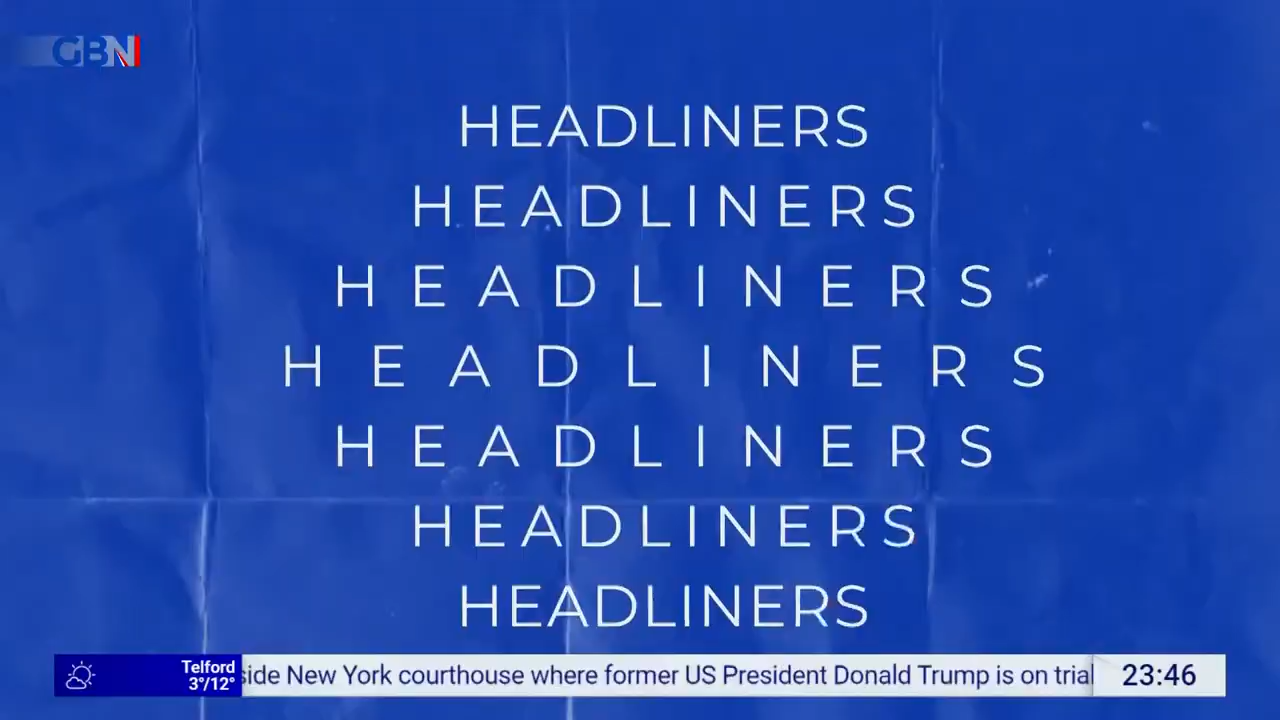 GBN
HEADLINERS
HEADLINERS
HEADLINERS
HEADLINERS
HEADLINERS
HEADLINERS
HEADLINERS
Telford
3°/12°
side New York courthouse where former US President Donald Trump is on trial
23:46